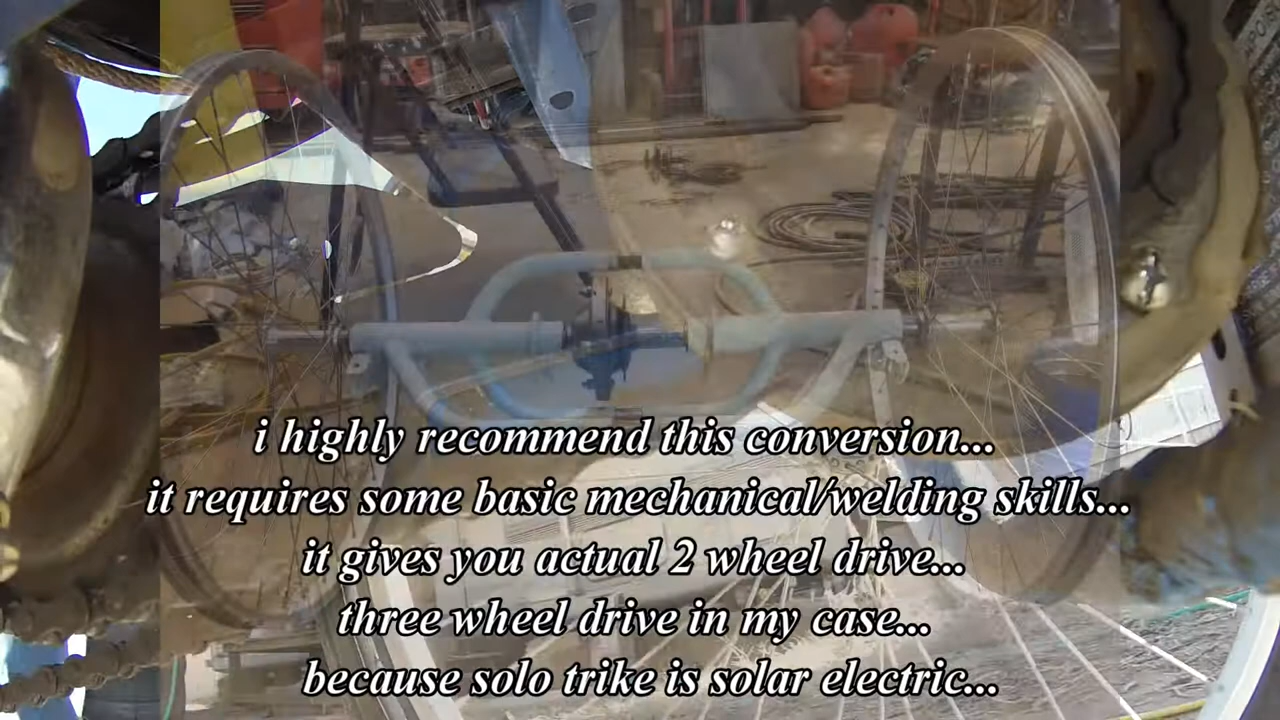 i highly recommend this conversion...
it requires some basic mechanical/welding skills...
it gives you actual 2 wheel drive...
three wheel drive in my case...
because solo trike is solar electric...